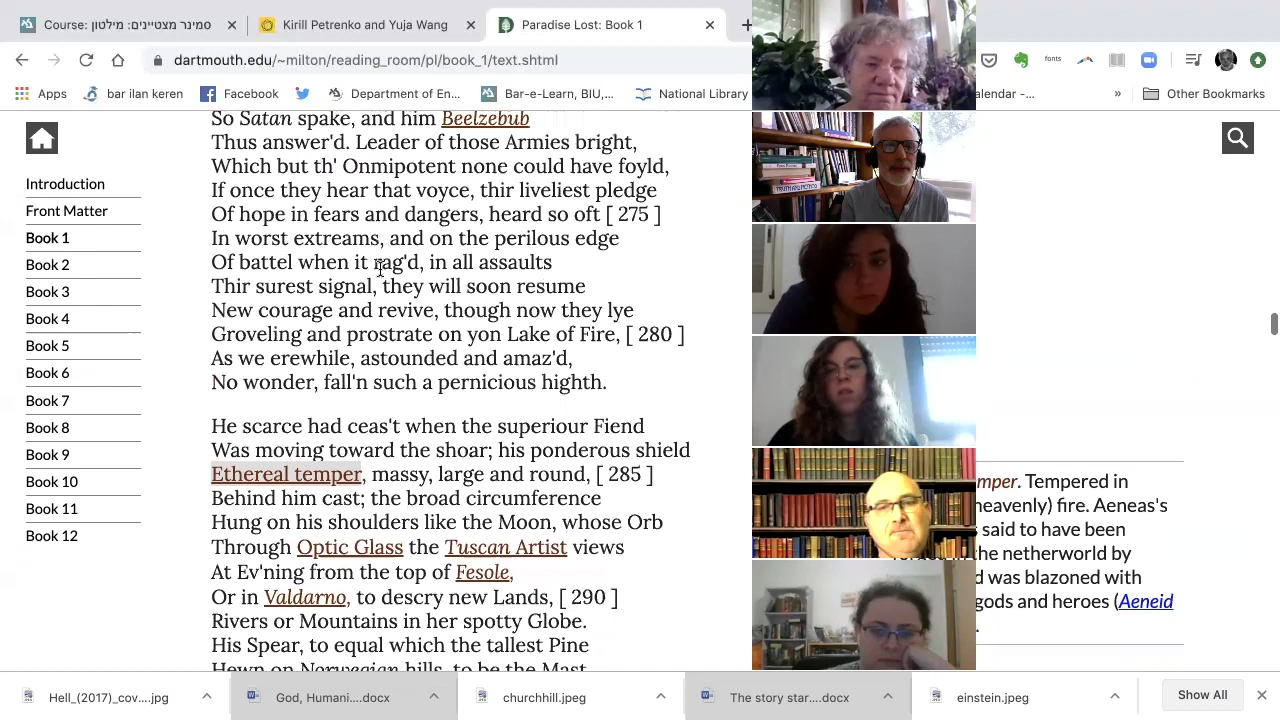 Course: סמינר מצטיינים: מילטון
Kirill Petrenko and Yuja Wang
Paradise Lost: Book 1
dartmouth.edu/~milton/reading_room/pl/book_1/text.shtml
fonts
Apps
bar ilan keren
Facebook
Department of En...
Bar-e-Learn, BIU,...
National Library
alendar -...
»
Other Bookmarks
Introduction
Front Matter
Book 1
Book 2
Book 3
Book 4
Book 5
Book 6
Book 7
Book 8
Book 9
Book 10
Book 11
Book 12
So Satan spake, and him Beelzebub
Thus answer'd. Leader of those Armies bright,
Which but th' Onmipotent none could have foyld,
If once they hear that voyce, thir liveliest pledge
Of hope in fears and dangers, heard so oft [ 275 ]
In worst extreams, and on the perilous edge
Of battel when it rag'd, in all assaults
Thir surest signal, they will soon resume
New courage and revive, though now they lye
Groveling and prostrate on yon Lake of Fire, [ 280 ]
As we erewhile, astounded and amaz'd,
No wonder, fall'n such a pernicious highth.
He scarce had ceas't when the superiour Fiend
Was moving toward the shoar; his ponderous shield
Ethereal temper, massy, large and round, [ 285 ]
Behind him cast; the broad circumference
Hung on his shoulders like the Moon, whose Orb
Through Optic Glass the Tuscan Artist views
At Ev'ning from the top of Fesole,
Or in Valdarno, to descry new Lands, [ 290 ]
Rivers or Mountains in her spotty Globe.
His Spear, to equal which the tallest Pine
Hewn on Norwegian hills, to be the Mast
TRUTH AND METHOD
mper. Tempered in
heavenly) fire. Aeneas's
said to have been
the netherworld by
d was blazoned with
gods and heroes (Aeneid
Hell_(2017)_cov....jpg
God, Humani....docx
churchhill.jpeg
The story star....docx
einstein.jpeg
Show All